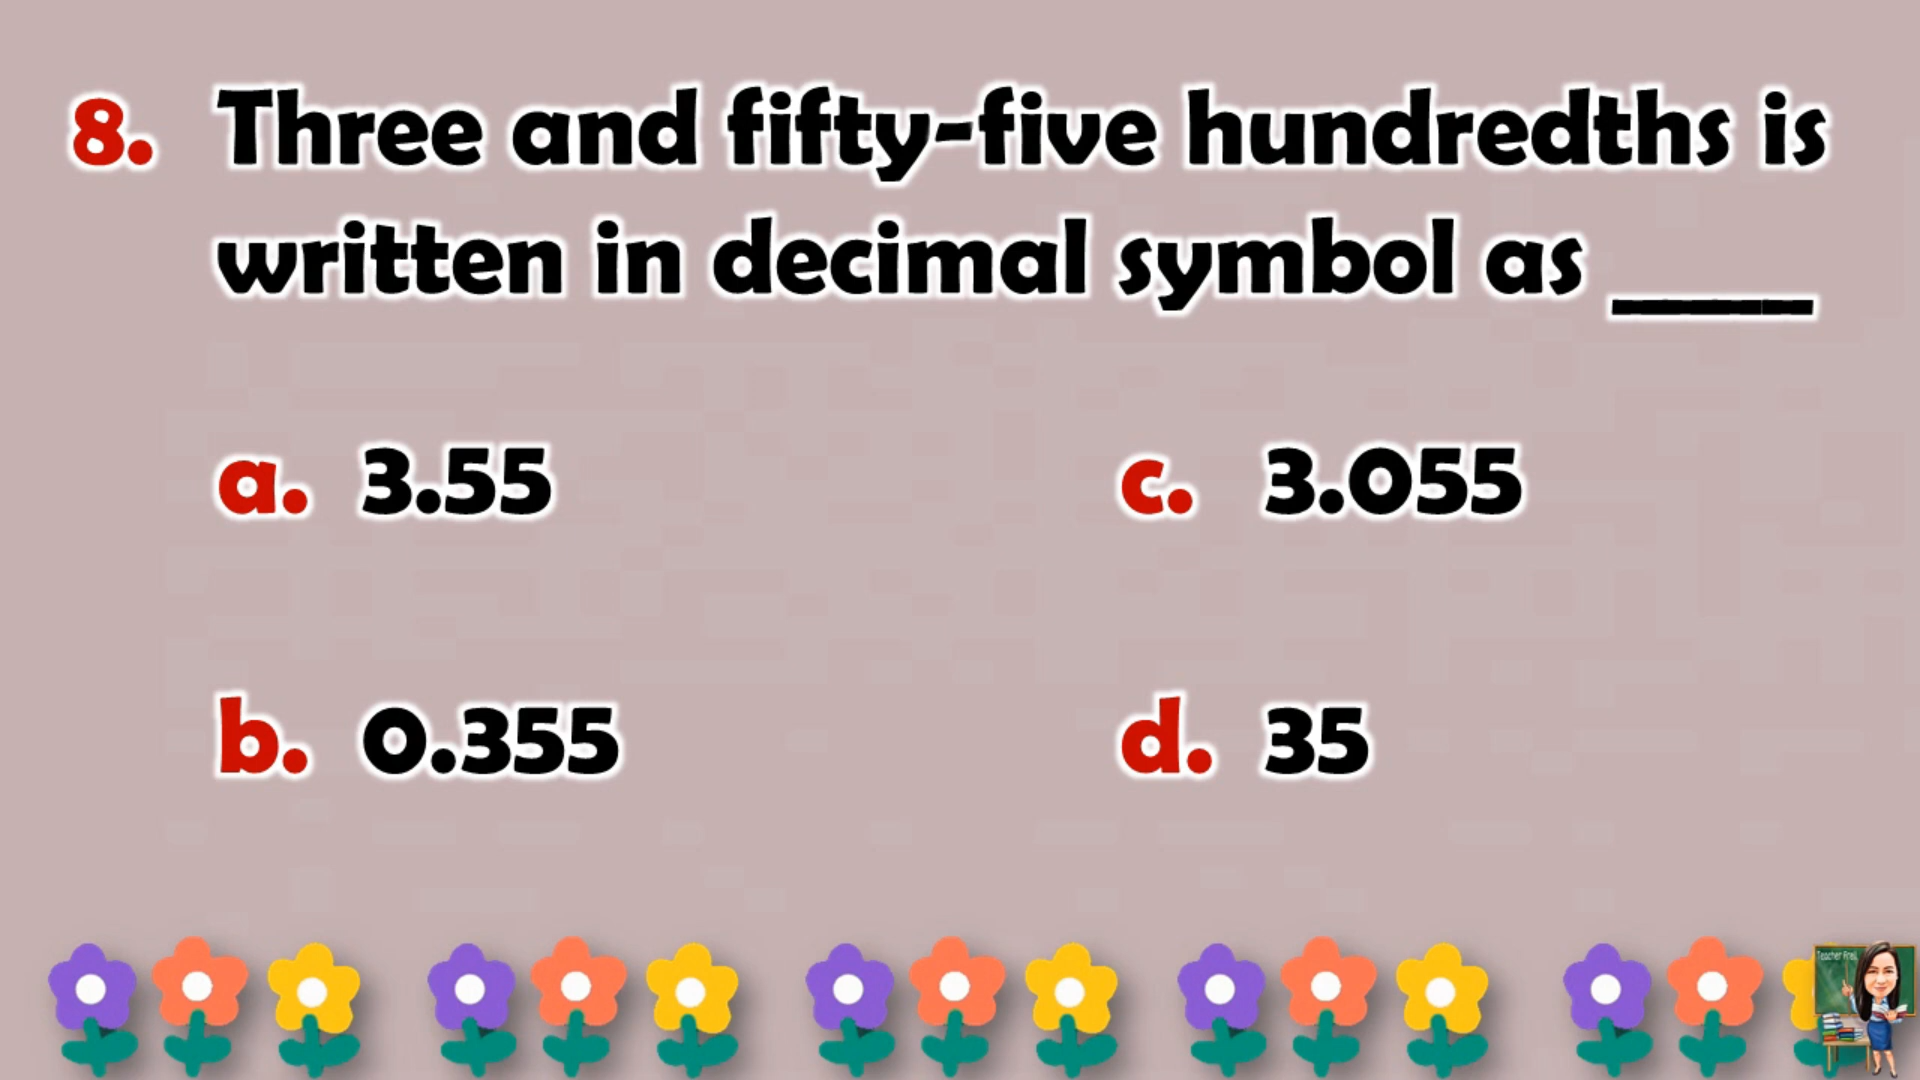 8. Three and fifty-five hundredths is
written in decimal symbol as ____
a. 3.55
c. 3.055
b. 0.355
d. 35